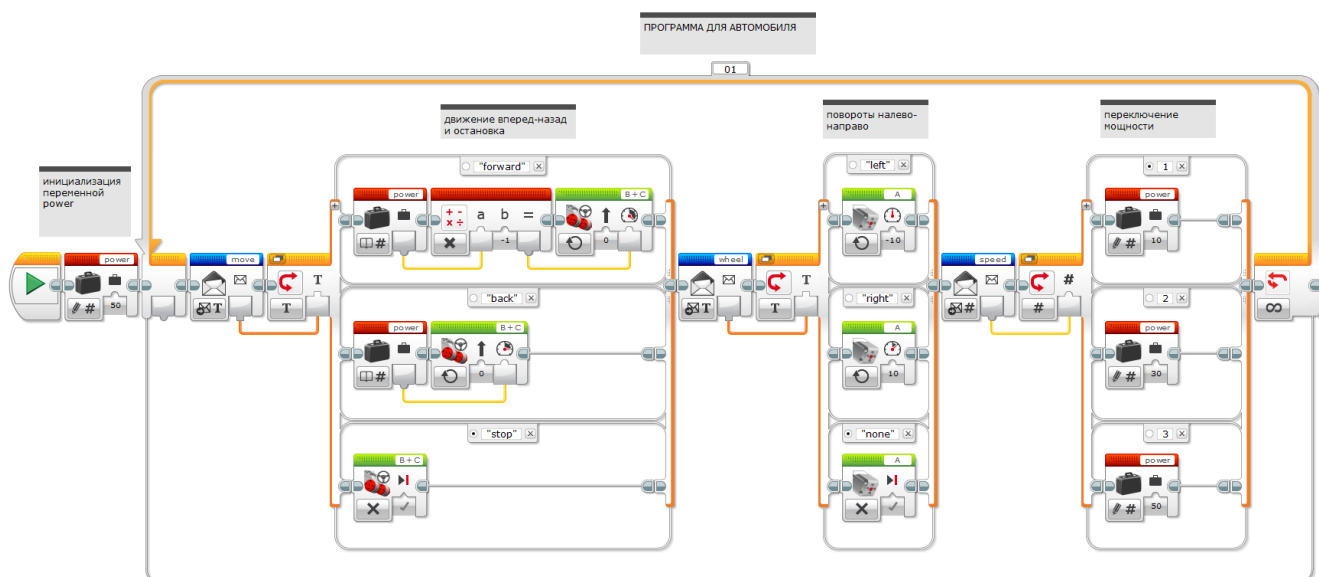 ПРОГРАММА ДЛЯ АВТОМОБИЛЯ
01
движение вперед-назад
и остановка
повороты налево-
направо
переключение
мощности
инициализация
переменной
power
"forward"
"left"
1
power
B + C
A
power
a b =
-1
0
-10
10
power
move
T
T
wheel
T
T
speed
#
#
50
"back"
"right"
2
power
B + C
A
power
0
10
30
"stop"
"none"
3
B + C
A
power
50